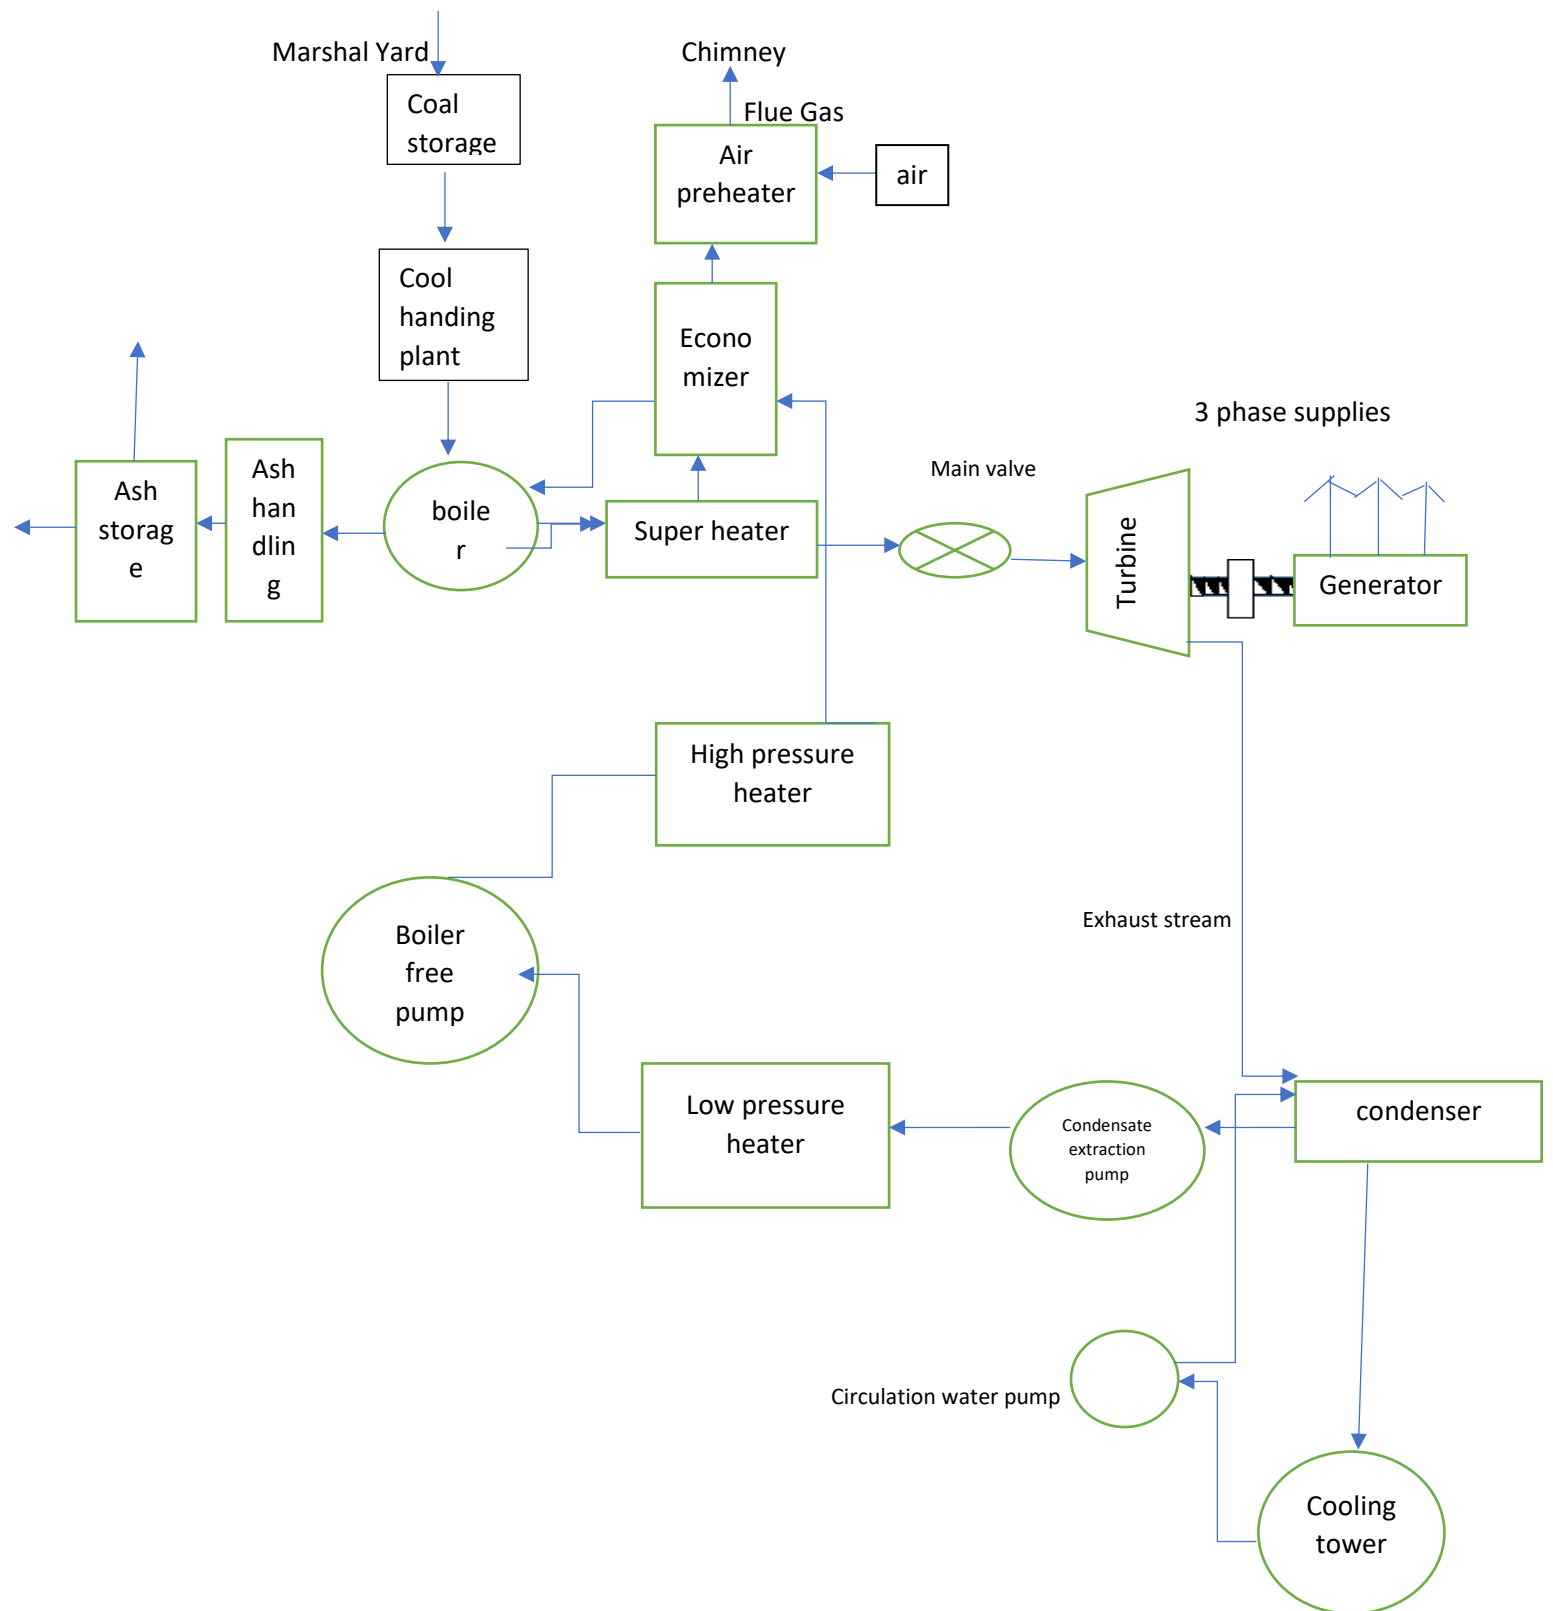 Marshal Yard
Chimney
Coal
storage
Flue Gas
Air
preheater
air
Cool
handing
plant
Econo
mizer
3 phase supplies
Main valve
Ash
storag
e
Ash
han
dlin
g
boile
r
Super heater
Turbine
Generator
High pressure
heater
Exhaust stream
Boiler
free
pump
Low pressure
heater
Condensate
extraction
pump
condenser
Circulation water pump
Cooling
tower